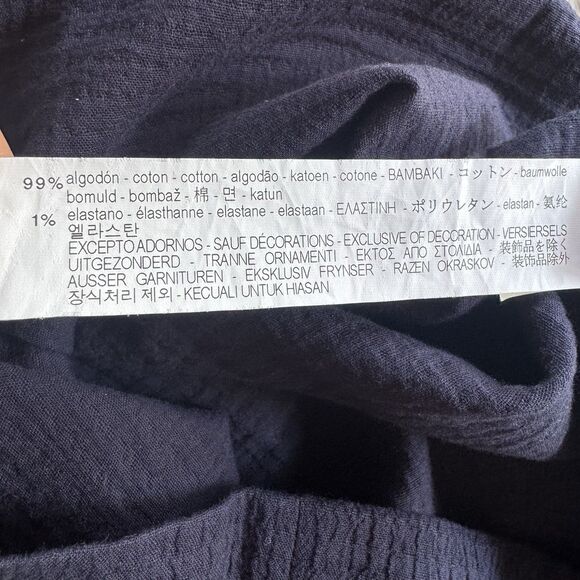 99% algodón - coton - cotton - algodão - katoen - cotone - BAMBAKI - コットン - baumwolle
bomuld - bombaž - 棉 - 면 - katun
1% elastano - élasthanne - elastane - elastaan - ΕΛΑΣΤΙΝΗ - ポリウレタン - elastan - 氨纶
엘라스탄
EXCEPTO ADORNOS - SAUF DÉCORATIONS - EXCLUSIVE OF DECORATION - VERSIERSELS
UITGEZONDERD - TRANNE ORNAMENTI - ΕΚΤΟΣ ΑΠΟ ΣΤΟΛΙΔΙΑ - 装飾品を除く
AUSSER GARNITUREN - EKSKLUSIV FRYNSER - RAZEN OKRASKOV - 装饰品除外
장식처리 제외 - KECUALI UNTUK HIASAN